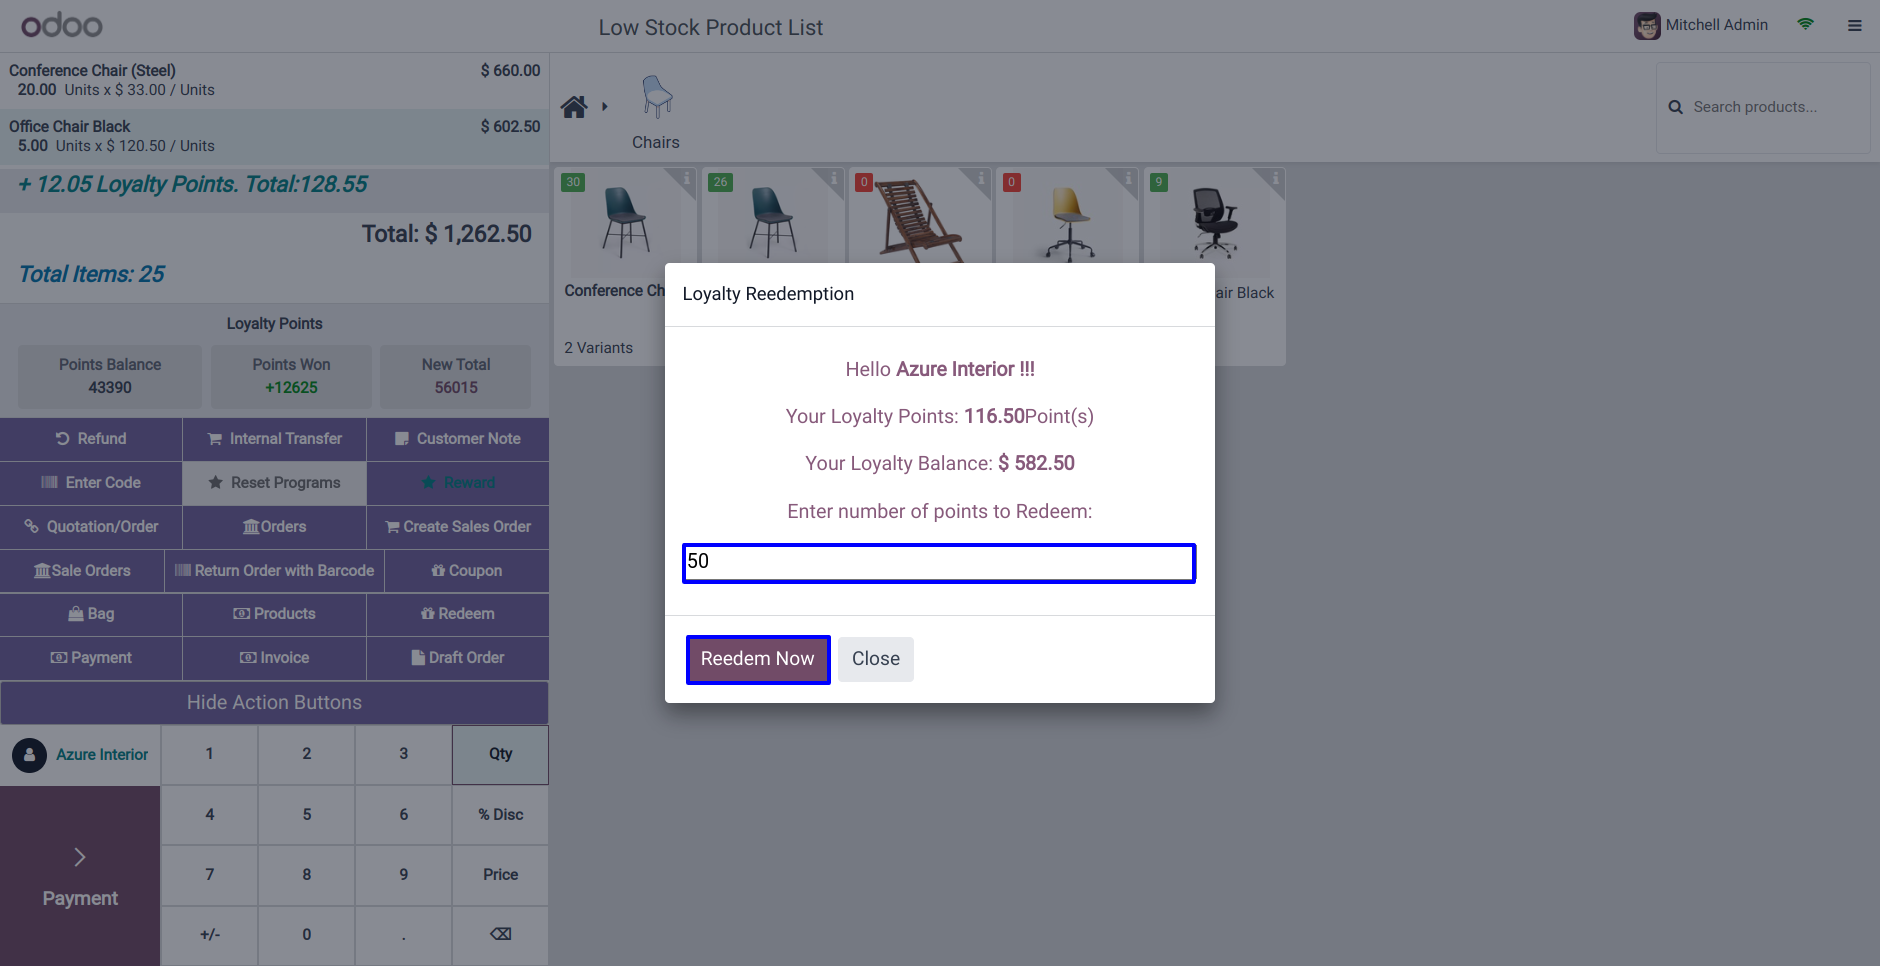 odoo
Low Stock Product List
Mitchell Admin
Conference Chair (Steel) $ 660.00
20.00 Units x $ 33.00 / Units
Office Chair Black $ 602.50
5.00 Units x $ 120.50 / Units
+ 12.05 Loyalty Points. Total:128.55
Total: $ 1,262.50
Total Items: 25
Loyalty Points
Points Balance Points Won New Total
43390 +12625 56015
Refund Internal Transfer Customer Note
Enter Code Reset Programs Reward
Quotation/Order Orders Create Sales Order
Sale Orders Return Order with Barcode Coupon
Bag Products Redeem
Payment Invoice Draft Order
Hide Action Buttons
Azure Interior
1 2 3 Qty
4 5 6 % Disc
7 8 9 Price
+/- 0 .
Payment
Chairs
Search products...
30 26 0 0 9
Conference Ch
air Black
2 Variants
Loyalty Reedemption
Hello Azure Interior !!!
Your Loyalty Points: 116.50Point(s)
Your Loyalty Balance: $ 582.50
Enter number of points to Redeem:
50
Reedem Now Close